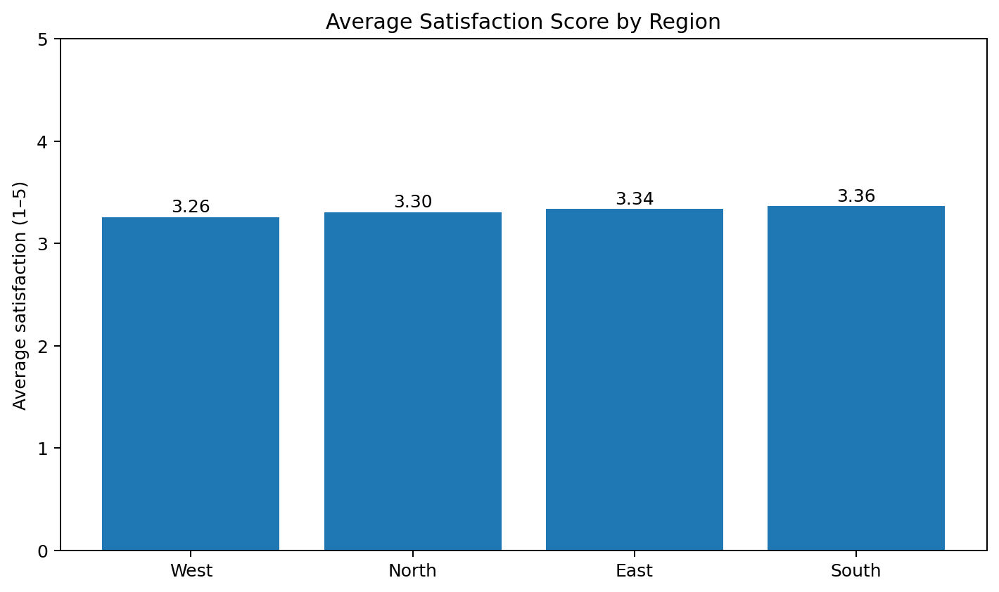 Average Satisfaction Score by Region
Average satisfaction (1–5)
5
4
3
2
1
0
3.26
3.30
3.34
3.36
West
North
East
South